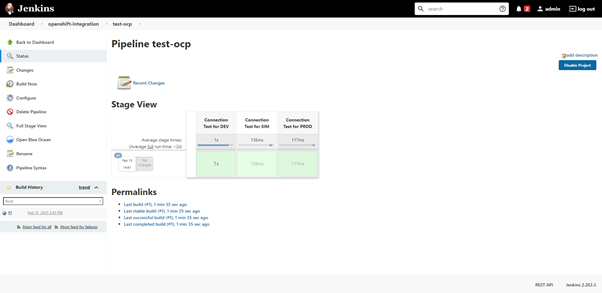 Jenkins
search
2
admin
log out
Dashboard
openshift-integration
test-ocp
Back to Dashboard
Status
Changes
Build Now
Configure
Delete Pipeline
Full Stage View
Open Blue Ocean
Rename
Pipeline Syntax
Build History
trend
find
#1
Feb 15, 2021 2:41 PM
Atom feed for all
Atom feed for failures
Pipeline test-ocp
add description
Disable Project
Recent Changes
Stage View
Connection Test for DEV
Connection Test for SIM
Connection Test for PROD
Average stage times:
(Average full run time: ~2s)
1s
136ms
117ms
#1
Feb 15
No Changes
1s
136ms
117ms
Permalinks
Last build (#1), 1 min 35 sec ago
Last stable build (#1), 1 min 35 sec ago
Last successful build (#1), 1 min 35 sec ago
Last completed build (#1), 1 min 35 sec ago
REST API
Jenkins 2.263.3